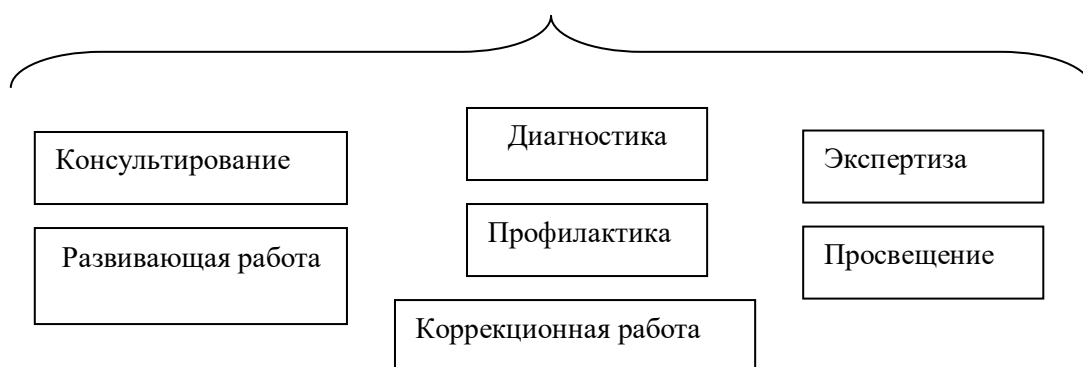 Консультирование
Диагностика
Экспертиза
Развивающая работа
Профилактика
Просвещение
Коррекционная работа